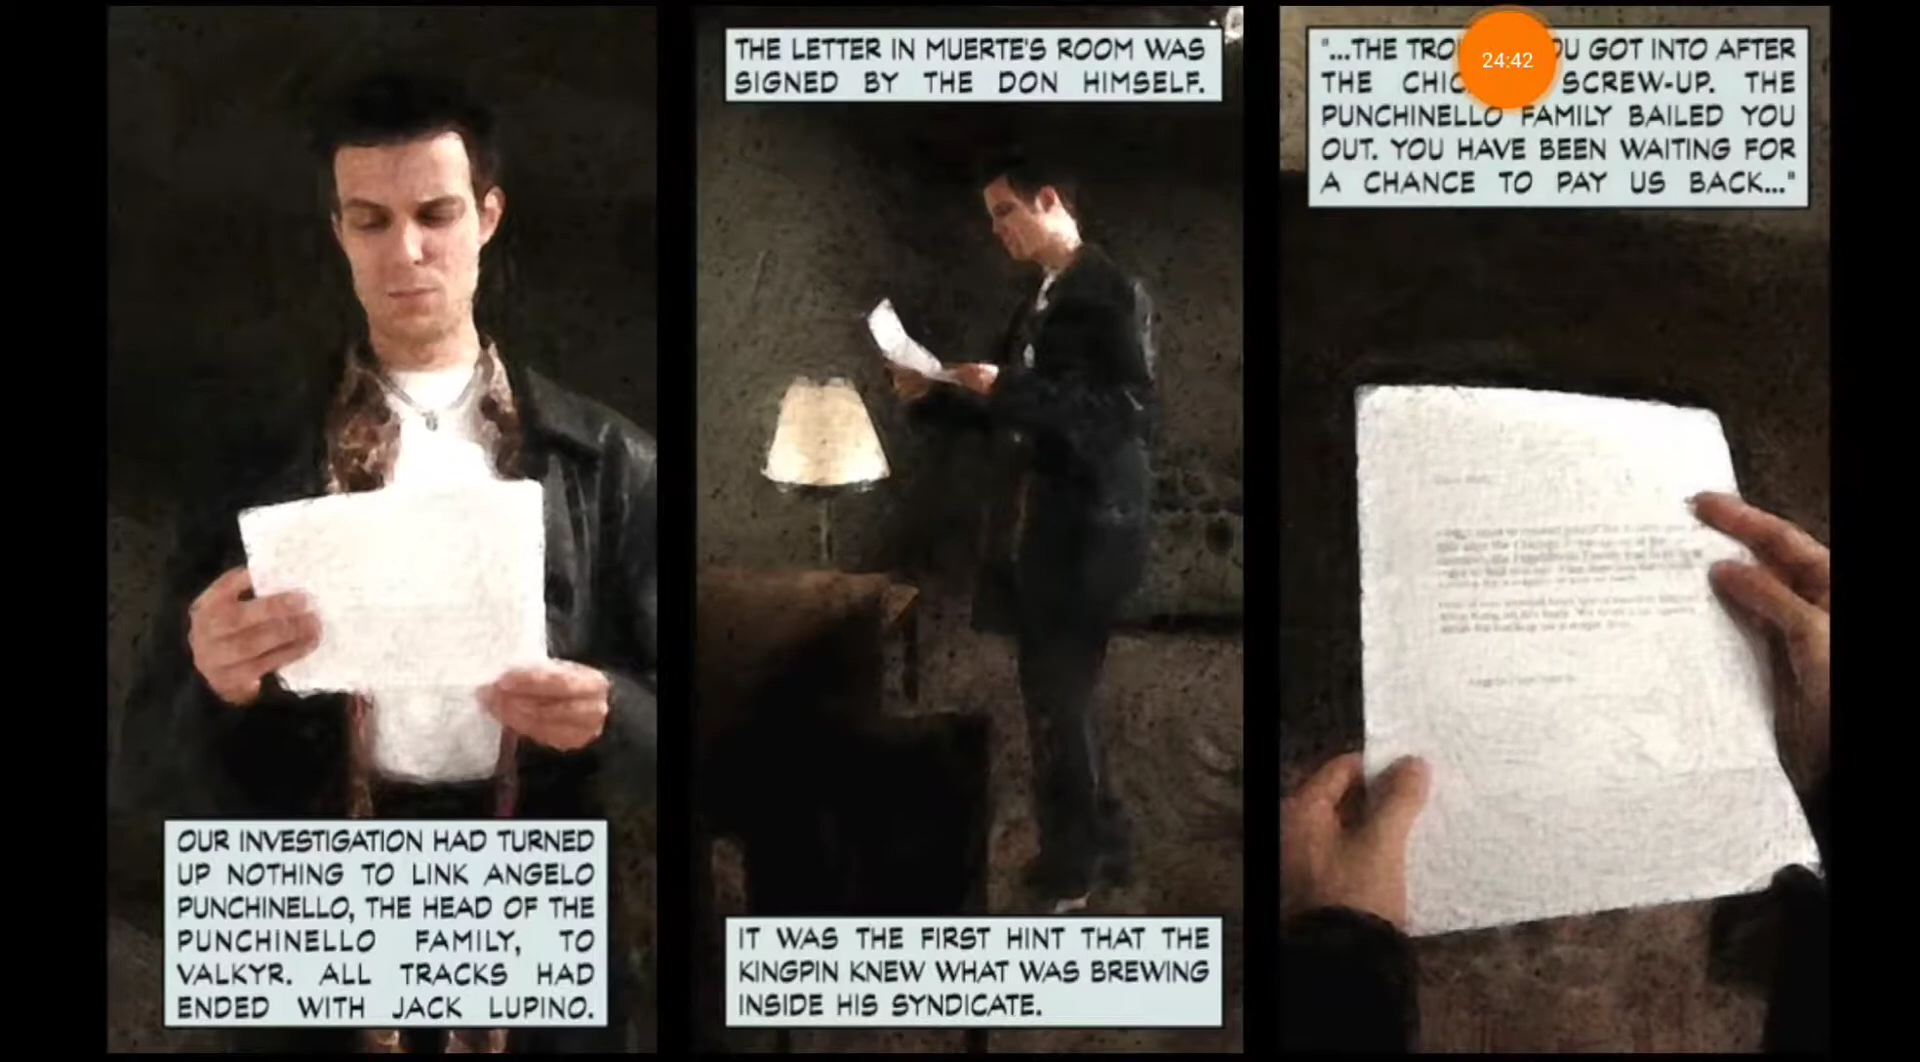 OUR INVESTIGATION HAD TURNED
UP NOTHING TO LINK ANGELO
PUNCHINELLO, THE HEAD OF THE
PUNCHINELLO FAMILY, TO
VALKYR. ALL TRACKS HAD
ENDED WITH JACK LUPINO.
THE LETTER IN MUERTE'S ROOM WAS
SIGNED BY THE DON HIMSELF.
IT WAS THE FIRST HINT THAT THE
KINGPIN KNEW WHAT WAS BREWING
INSIDE HIS SYNDICATE.
24:42
"...THE GOT INTO AFTER
THE SCREW-UP. THE
PUNCHINELLO FAMILY BAILED YOU
OUT. YOU HAVE BEEN WAITING FOR
A CHANCE TO PAY US BACK..."